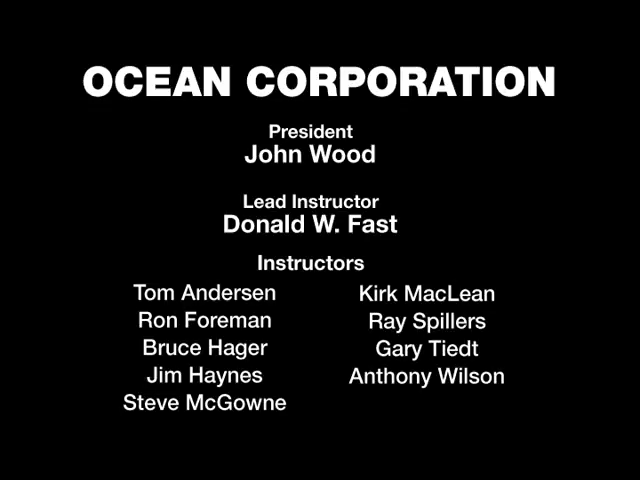 OCEAN CORPORATION
President
John Wood
Lead Instructor
Donald W. Fast
Instructors
Tom Andersen
Ron Foreman
Bruce Hager
Jim Haynes
Steve McGowne
Kirk MacLean
Ray Spillers
Gary Tiedt
Anthony Wilson